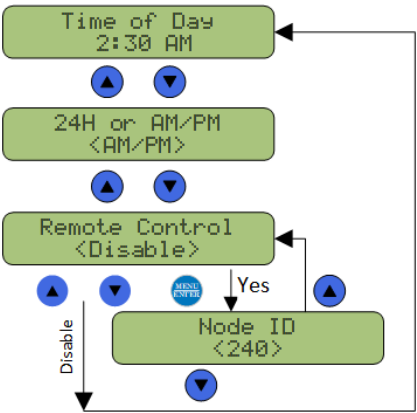 Time of Day
2:30 AM
24H or AM/PM
<AM/PM>
Remote Control
<Disable>
MENU
ENTER
Yes
Disable
Node ID
<240>